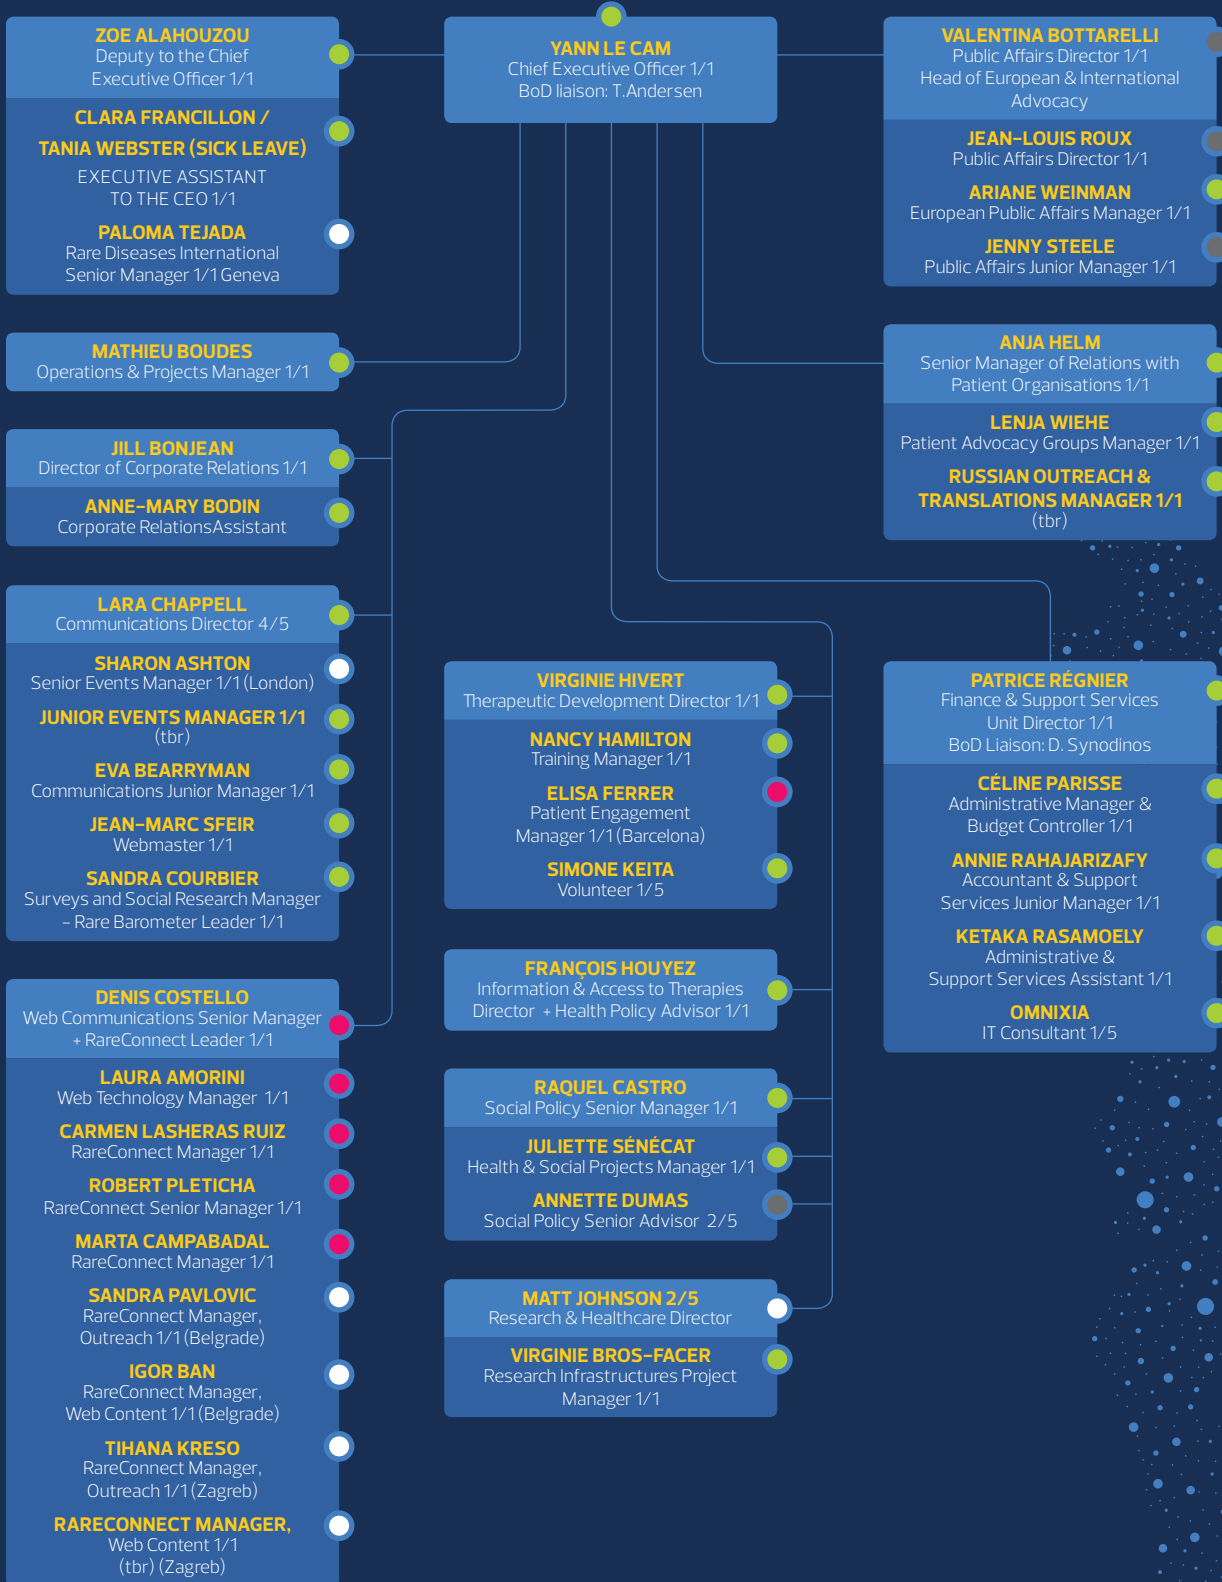 ZOE ALAHOUZOU
Deputy to the Chief
Executive Officer 1/1
CLARA FRANCILLON /
TANIA WEBSTER (SICK LEAVE)
EXECUTIVE ASSISTANT
TO THE CEO 1/1
PALOMA TEJADA
Rare Diseases International
Senior Manager 1/1 Geneva
MATHIEU BOUDES
Operations & Projects Manager 1/1
JILL BONJEAN
Director of Corporate Relations 1/1
ANNE-MARY BODIN
Corporate RelationsAssistant
LARA CHAPPELL
Communications Director 4/5
SHARON ASHTON
Senior Events Manager 1/1 (London)
JUNIOR EVENTS MANAGER 1/1
(tbr)
EVA BEARRYMAN
Communications Junior Manager 1/1
JEAN-MARC SFEIR
Webmaster 1/1
SANDRA COURBIER
Surveys and Social Research Manager
– Rare Barometer Leader 1/1
DENIS COSTELLO
Web Communications Senior Manager
+ RareConnect Leader 1/1
LAURA AMORINI
Web Technology Manager 1/1
CARMEN LASHERAS RUIZ
RareConnect Manager 1/1
ROBERT PLETICHA
RareConnect Senior Manager 1/1
MARTA CAMPABADAL
RareConnect Manager 1/1
SANDRA PAVLOVIC
RareConnect Manager,
Outreach 1/1 (Belgrade)
IGOR BAN
RareConnect Manager,
Web Content 1/1 (Belgrade)
TIHANA KRESO
RareConnect Manager,
Outreach 1/1 (Zagreb)
RARECONNECT MANAGER,
Web Content 1/1
(tbr) (Zagreb)
YANN LE CAM
Chief Executive Officer 1/1
BoD liaison: T.Andersen
VIRGINIE HIVERT
Therapeutic Development Director 1/1
NANCY HAMILTON
Training Manager 1/1
ELISA FERRER
Patient Engagement
Manager 1/1 (Barcelona)
SIMONE KEITA
Volunteer 1/5
FRANÇOIS HOUYEZ
Information & Access to Therapies
Director + Health Policy Advisor 1/1
RAQUEL CASTRO
Social Policy Senior Manager 1/1
JULIETTE SÉNÉCAT
Health & Social Projects Manager 1/1
ANNETTE DUMAS
Social Policy Senior Advisor 2/5
MATT JOHNSON 2/5
Research & Healthcare Director
VIRGINIE BROS-FACER
Research Infrastructures Project
Manager 1/1
VALENTINA BOTTARELLI
Public Affairs Director 1/1
Head of European & International
Advocacy
JEAN-LOUIS ROUX
Public Affairs Director 1/1
ARIANE WEINMAN
European Public Affairs Manager 1/1
JENNY STEELE
Public Affairs Junior Manager 1/1
ANJA HELM
Senior Manager of Relations with
Patient Organisations 1/1
LENJA WIEHE
Patient Advocacy Groups Manager 1/1
RUSSIAN OUTREACH &
TRANSLATIONS MANAGER 1/1
(tbr)
PATRICE RÉGNIER
Finance & Support Services
Unit Director 1/1
BoD Liaison: D. Synodinos
CÉLINE PARISSE
Administrative Manager &
Budget Controller 1/1
ANNIE RAHAJARIZAFY
Accountant & Support
Services Junior Manager 1/1
KETAKA RASAMOELY
Administrative &
Support Services Assistant 1/1
OMNIXIA
IT Consultant 1/5